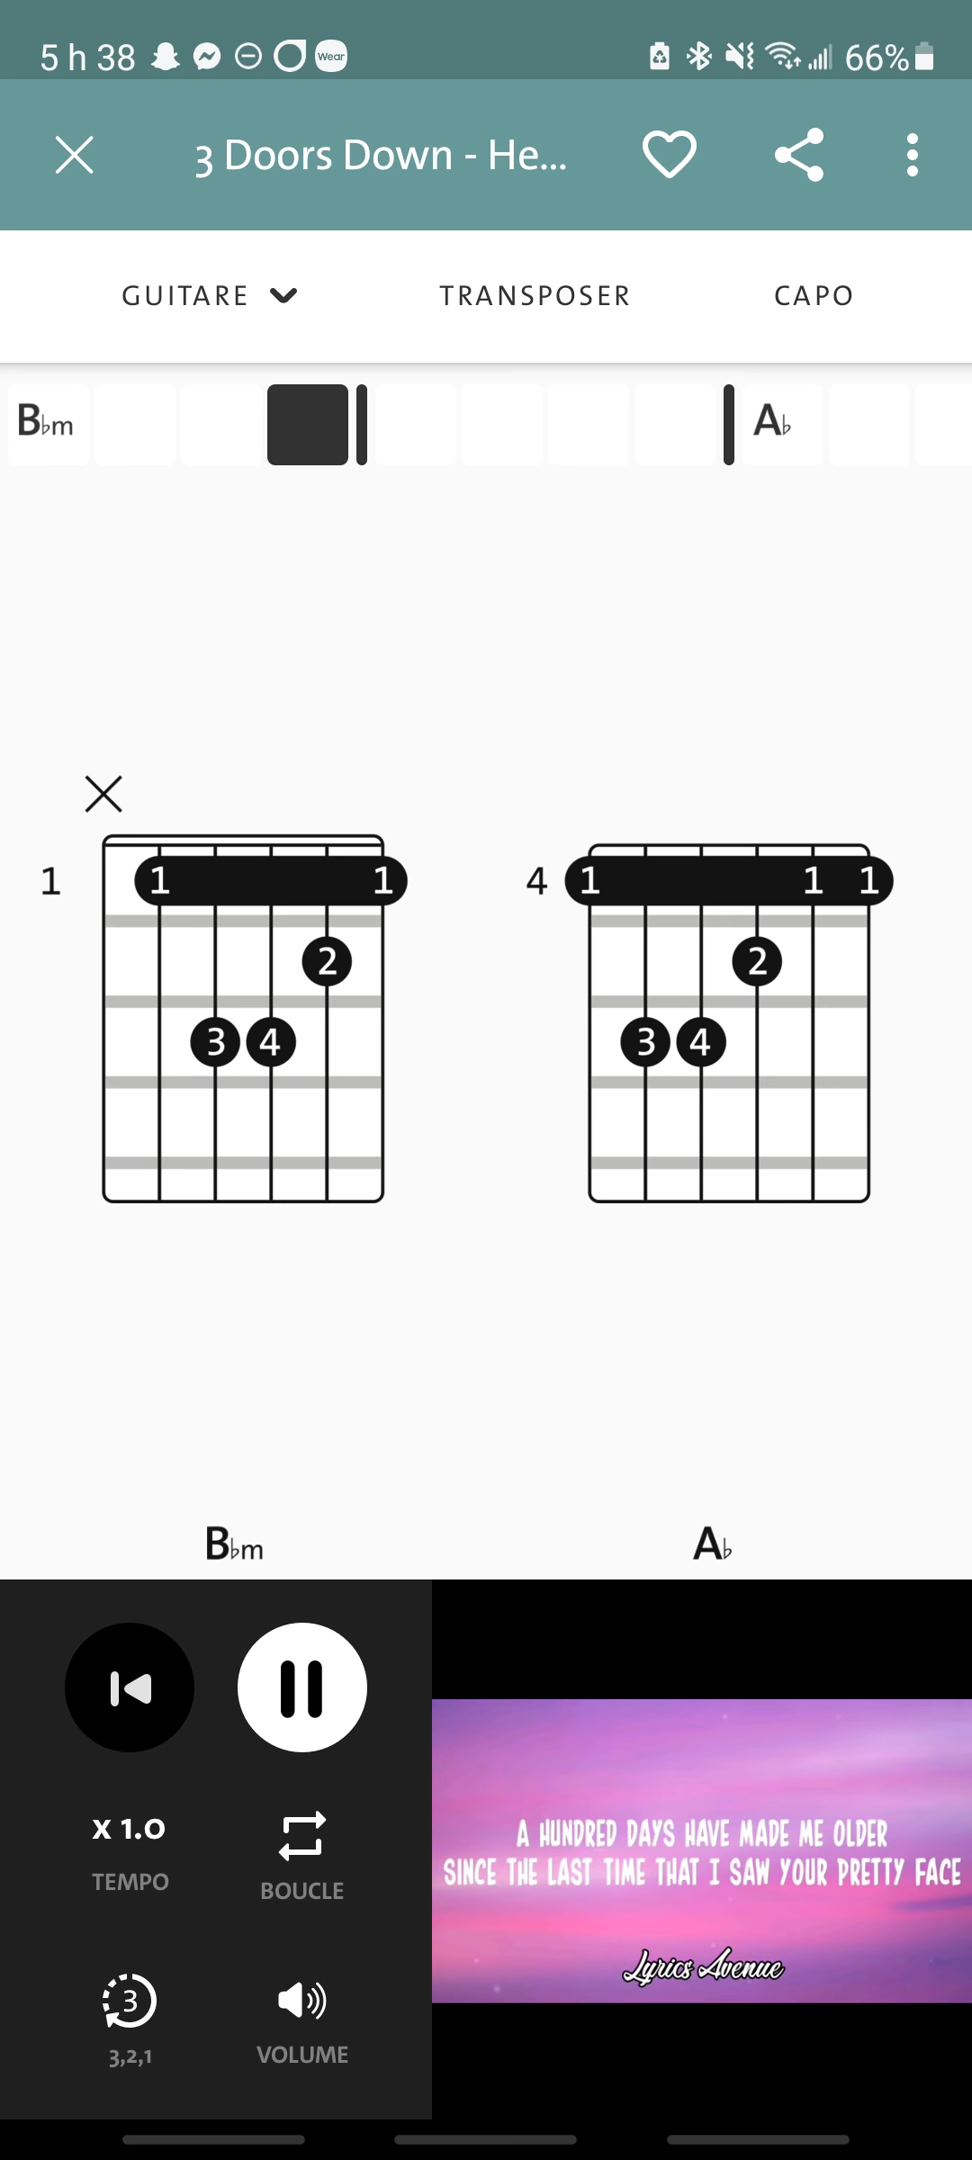 5 h 38 Wear 66%
3 Doors Down - He...
GUITARE TRANSPOSER CAPO
B♭m A♭
1 1 1 4 1 1 1
2 2
3 4 3 4
B♭m A♭
x 1.0
TEMPO BOUCLE
3
3,2,1 VOLUME
A HUNDRED DAYS HAVE MADE ME OLDER
SINCE THE LAST TIME THAT I SAW YOUR PRETTY FACE
Lyrics Avenue